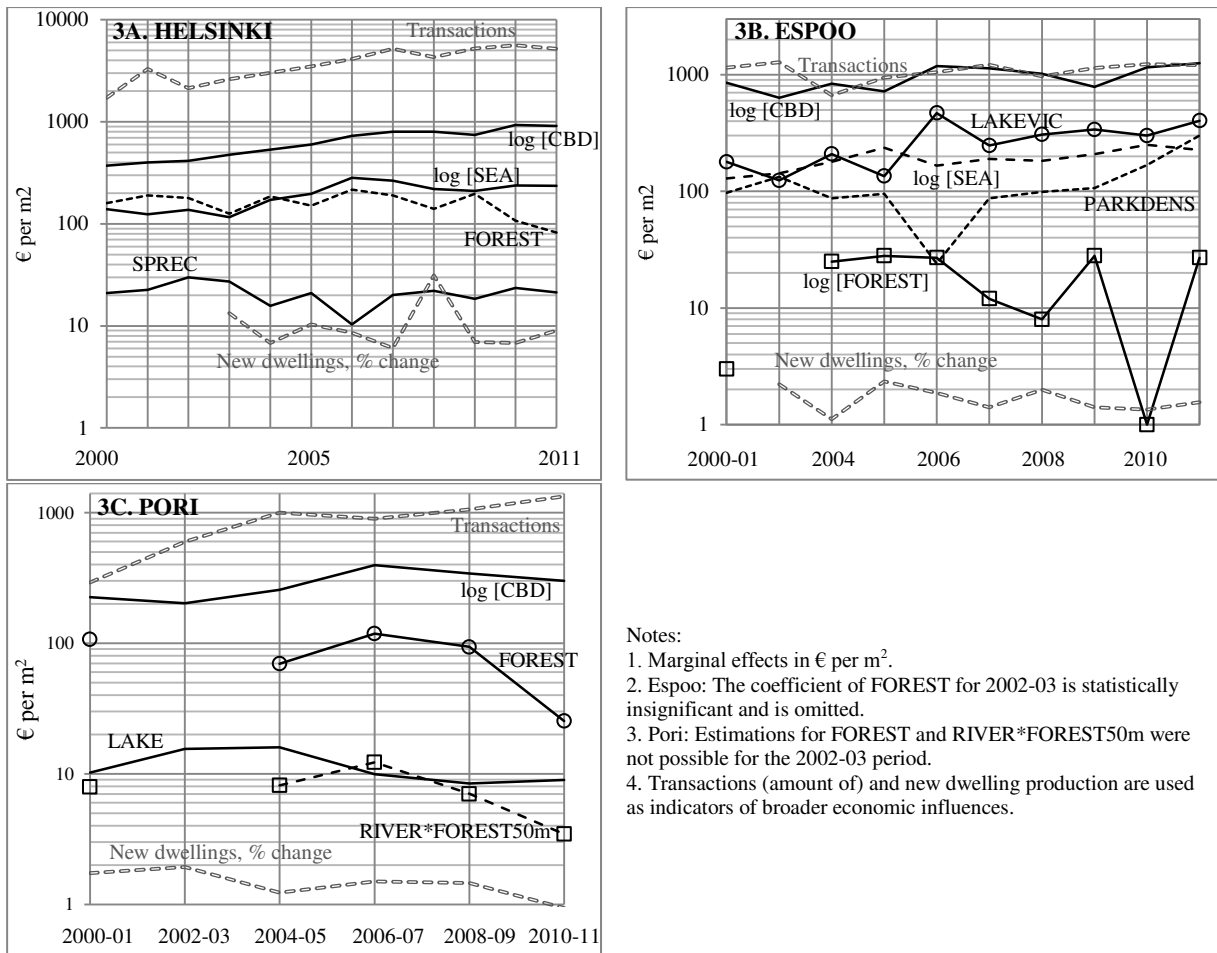 3A. HELSINKI
10000
1000
100
10
1
€ per m2
Transactions
log [CBD]
log [SEA]
FOREST
SPREC
New dwellings, % change
2000 2005 2011
3B. ESPOO
1000
100
10
1
€ per m2
Transactions
log [CBD]
LAKEVIC
log [SEA]
PARKDENS
log [FOREST]
New dwellings, % change
2000-01 2004 2006 2008 2010
3C. PORI
1000
100
10
1
€ per m²
Transactions
log [CBD]
FOREST
LAKE
RIVER*FOREST50m
New dwellings, % change
2000-01 2002-03 2004-05 2006-07 2008-09 2010-11
Notes:
1. Marginal effects in € per m².
2. Espoo: The coefficient of FOREST for 2002-03 is statistically
insignificant and is omitted.
3. Pori: Estimations for FOREST and RIVER*FOREST50m were
not possible for the 2002-03 period.
4. Transactions (amount of) and new dwelling production are used
as indicators of broader economic influences.